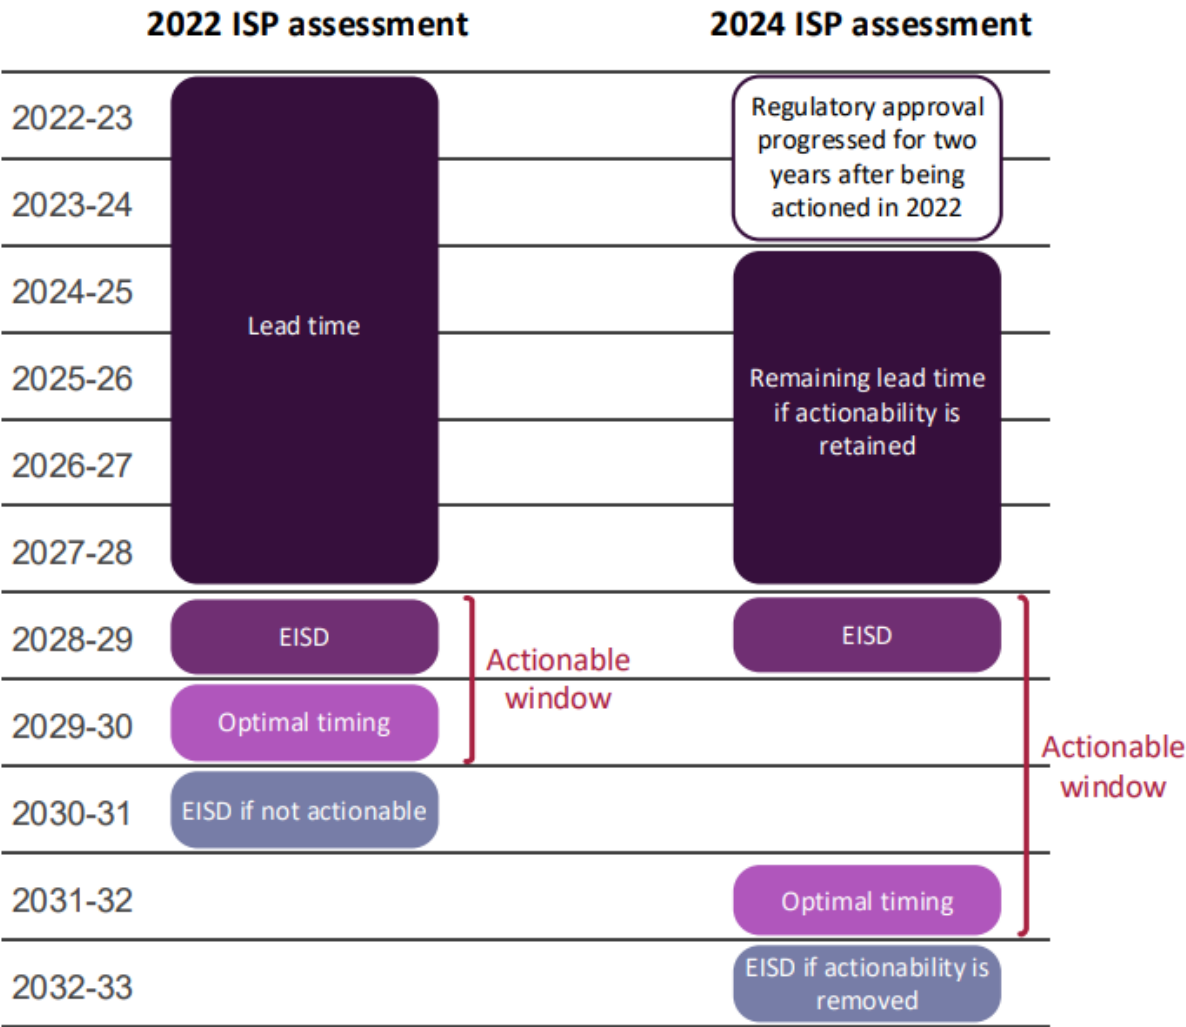 2022 ISP assessment
2024 ISP assessment
2022-23
Regulatory approval
progressed for two
years after being
actioned in 2022
2023-24
2024-25
Lead time
2025-26
Remaining lead time
if actionability is
retained
2026-27
2027-28
2028-29
EISD
EISD
Actionable
window
2029-30
Optimal timing
Actionable
window
2030-31
EISD if not actionable
2031-32
Optimal timing
2032-33
EISD if actionability is
removed